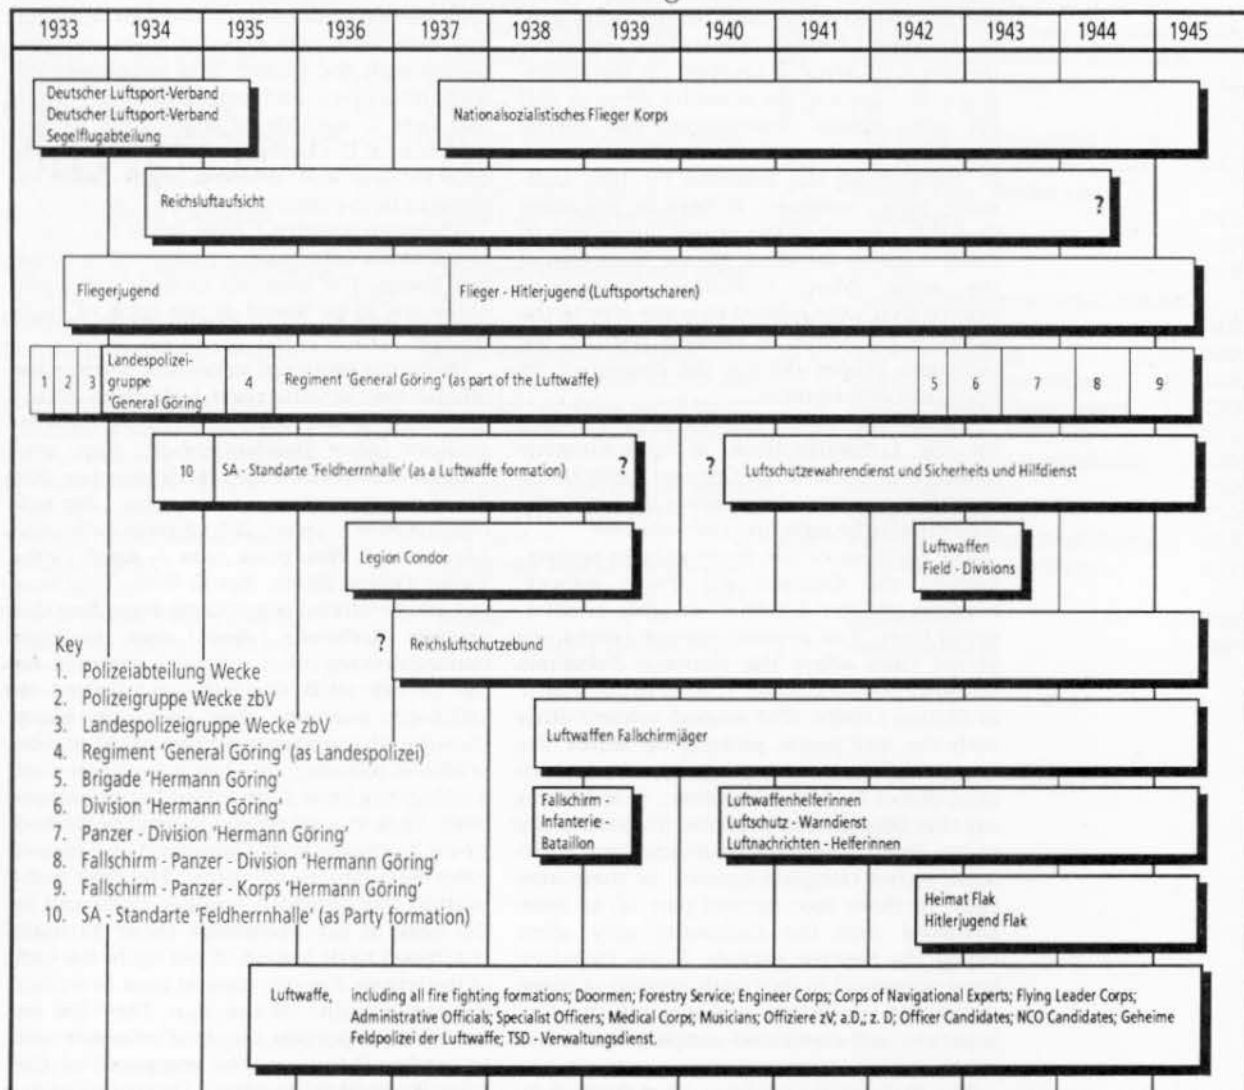 1933 1934 1935 1936 1937 1938 1939 1940 1941 1942 1943 1944 1945
Deutscher Luftsport-Verband
Deutscher Luftsport-Verband
Segelflugabteilung
Nationalsozialistisches Flieger Korps
Reichsluftaufsicht
?
Fliegerjugend
Flieger - Hitlerjugend (Luftsportscharen)
1 2 3
Landespolizei-
gruppe
'General Göring'
4
Regiment 'General Göring' (as part of the Luftwaffe)
5 6 7 8 9
10
SA - Standarte 'Feldherrnhalle' (as a Luftwaffe formation)
?
?
Luftschutzewahrendienst und Sicherheits und Hilfdienst
Legion Condor
Luftwaffen
Field - Divisions
?
Reichsluftschutzebund
Key
1. Polizeiabteilung Wecke
2. Polizeigruppe Wecke zbV
3. Landespolizeigruppe Wecke zbV
4. Regiment 'General Göring' (as Landespolizei)
5. Brigade 'Hermann Göring'
6. Division 'Hermann Göring'
7. Panzer - Division 'Hermann Göring'
8. Fallschirm - Panzer - Division 'Hermann Göring'
9. Fallschirm - Panzer - Korps 'Hermann Göring'
10. SA - Standarte 'Feldherrnhalle' (as Party formation)
Luftwaffen Fallschirmjäger
Fallschirm -
Infanterie -
Bataillon
Luftwaffenhelferinnen
Luftschutz - Warndienst
Luftnachrichten - Helferinnen
Heimat Flak
Hitlerjugend Flak
Luftwaffe, including all fire fighting formations; Doormen; Forestry Service; Engineer Corps; Corps of Navigational Experts; Flying Leader Corps;
Administrative Officials; Specialist Officers; Medical Corps; Musicians; Offiziere zV; a.D,; z. D; Officer Candidates; NCO Candidates; Geheime
Feldpolizei der Luftwaffe; TSD - Verwaltungsdienst.